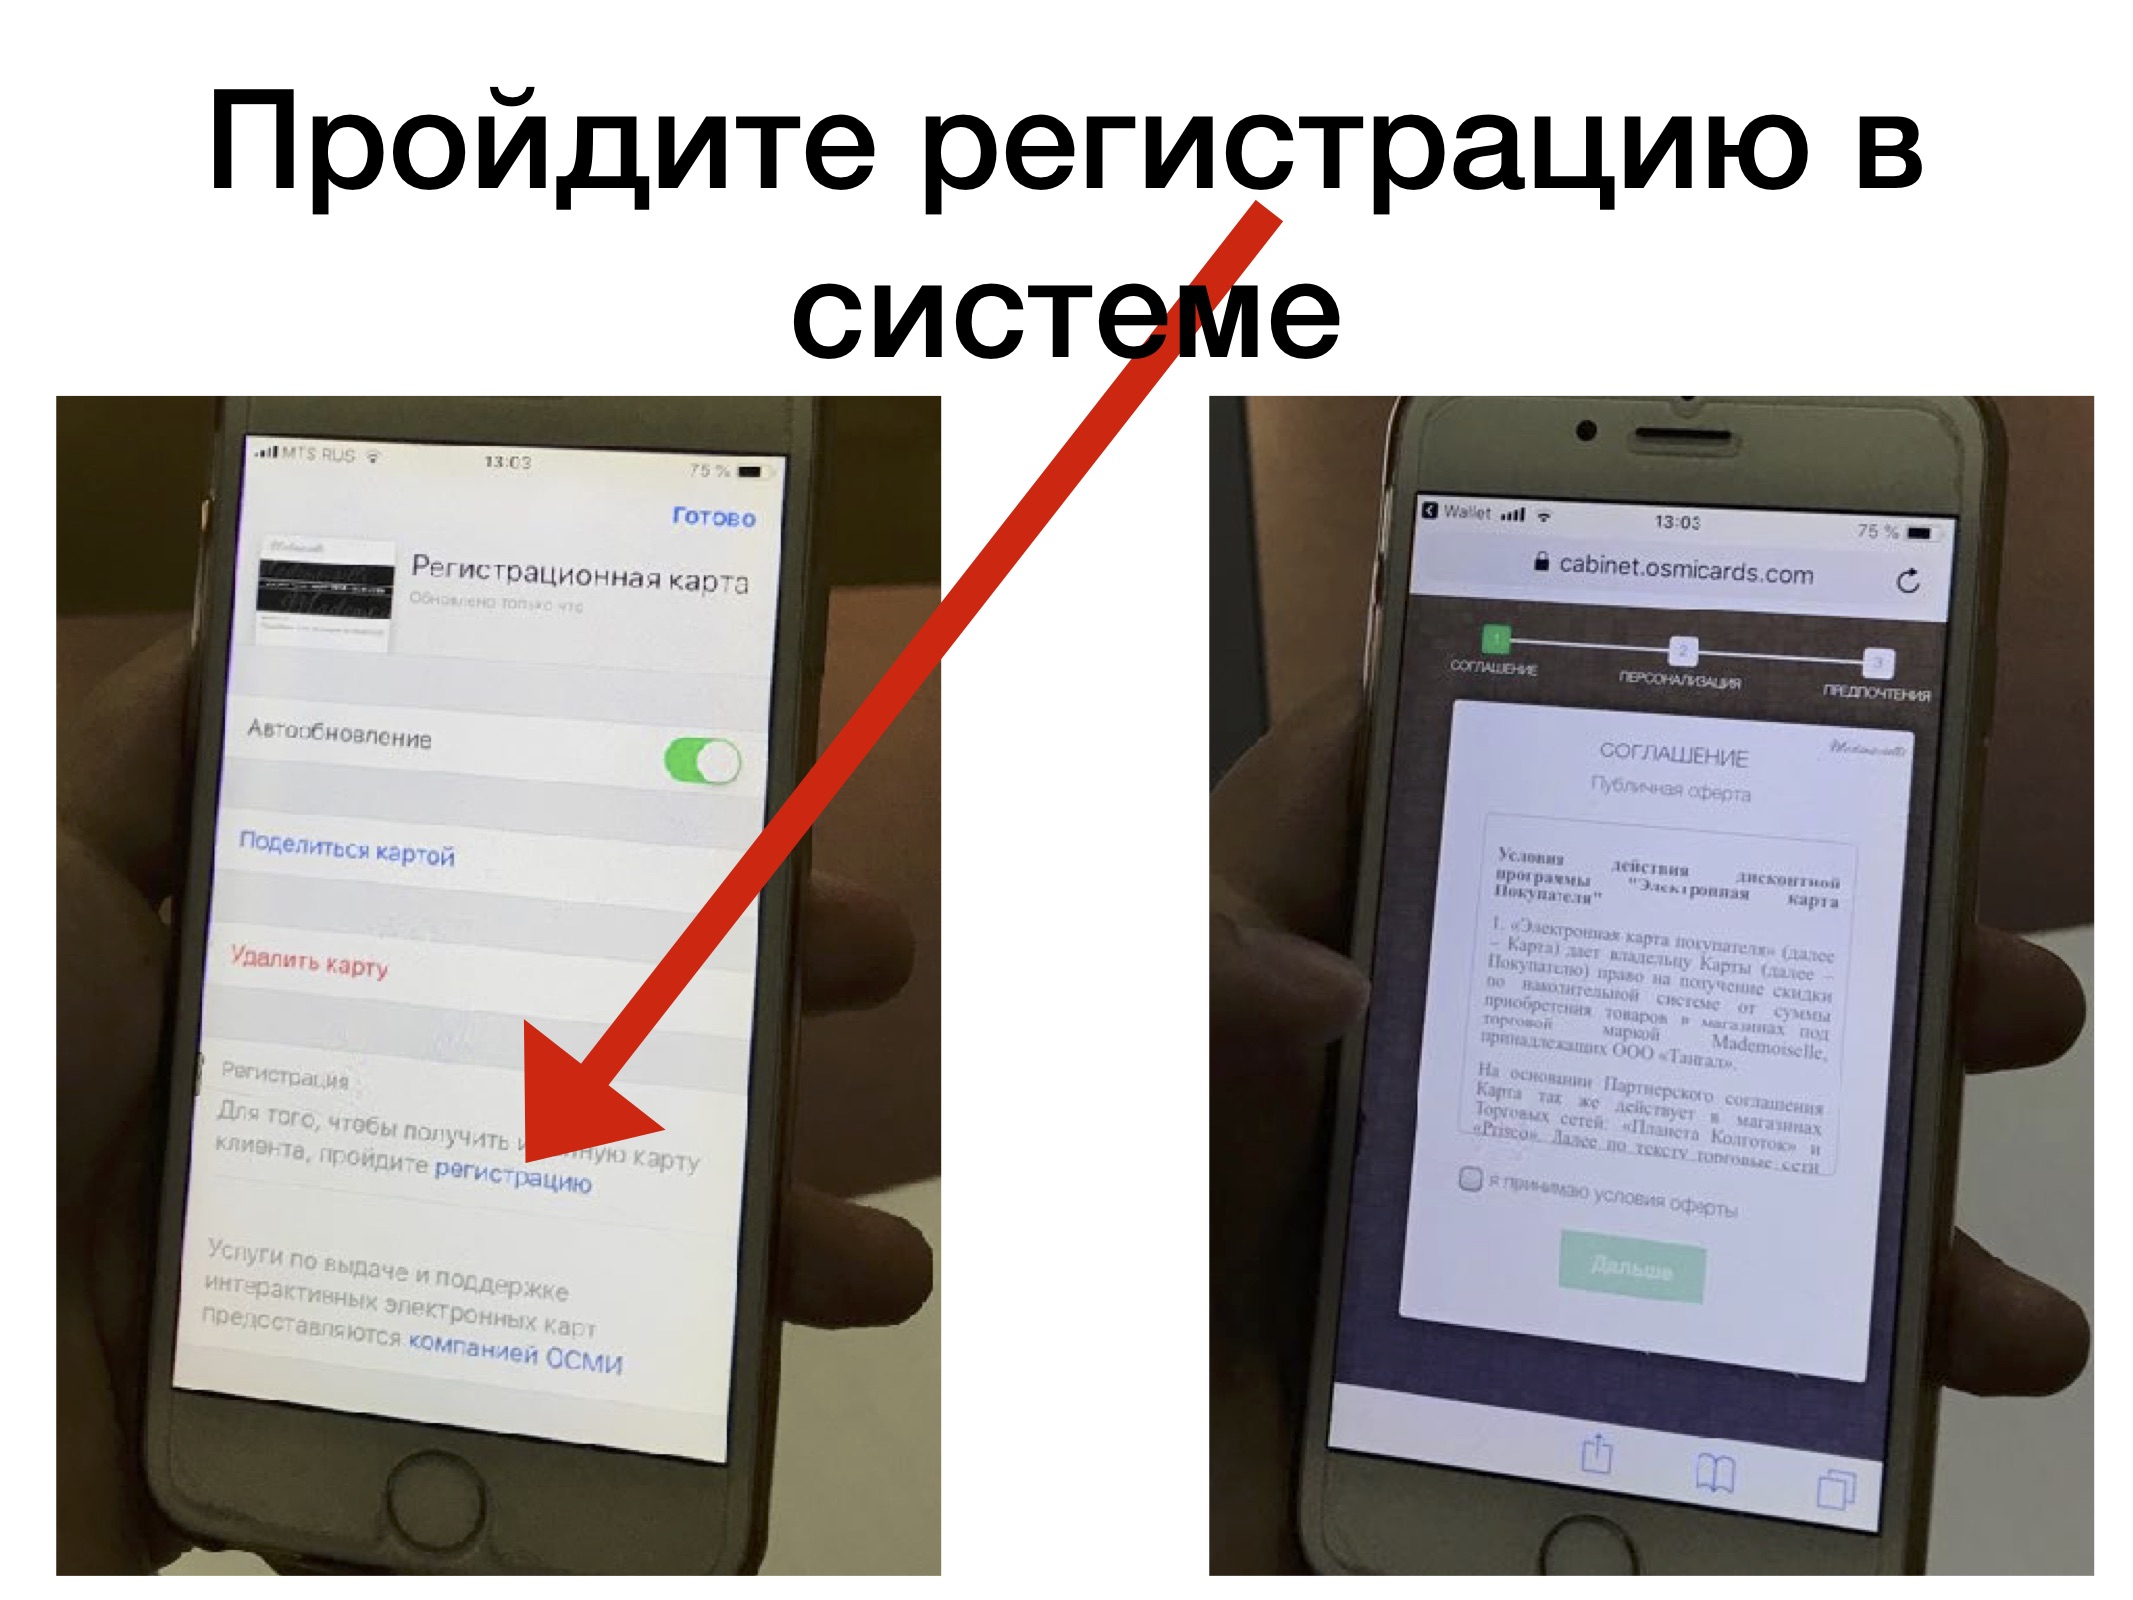 Пройдите регистрацию в
системе
MTS RUS
13:03
75 %
Готово
Регистрационная карта
Обновлено только что
Автообновление
Поделиться картой
Удалить карту
Регистрация
Для того, чтобы получить карту
клиента, пройдите регистрацию
Услуги по выдаче и поддержке
интерактивных электронных карт
предоставляются компанией ОСМИ
Wallet
13:03
75 %
cabinet.osmicards.com
1
2
3
СОГЛАШЕНИЕ
ПЕРСОНАЛИЗАЦИЯ
ПРЕДПОЧТЕНИЯ
Mademoiselle
СОГЛАШЕНИЕ
Публичная оферта
Условия действия дисконтной
программы "Электронная карта
Покупателя"
1. «Электронная карта покупателя» (далее
– Карта) дает владельцу Карты (далее –
Покупателю) право на получение скидки
по накопительной системе от суммы
приобретения товаров в магазинах под
торговой маркой Mademoiselle,
принадлежащих ООО «Тангал».
На основании Партнерского соглашения
Карта так же действует в магазинах
Торговых сетей: «Планета Колготок» и
«Prisco». Далее по тексту торговые сети
я принимаю условия оферты
Дальше